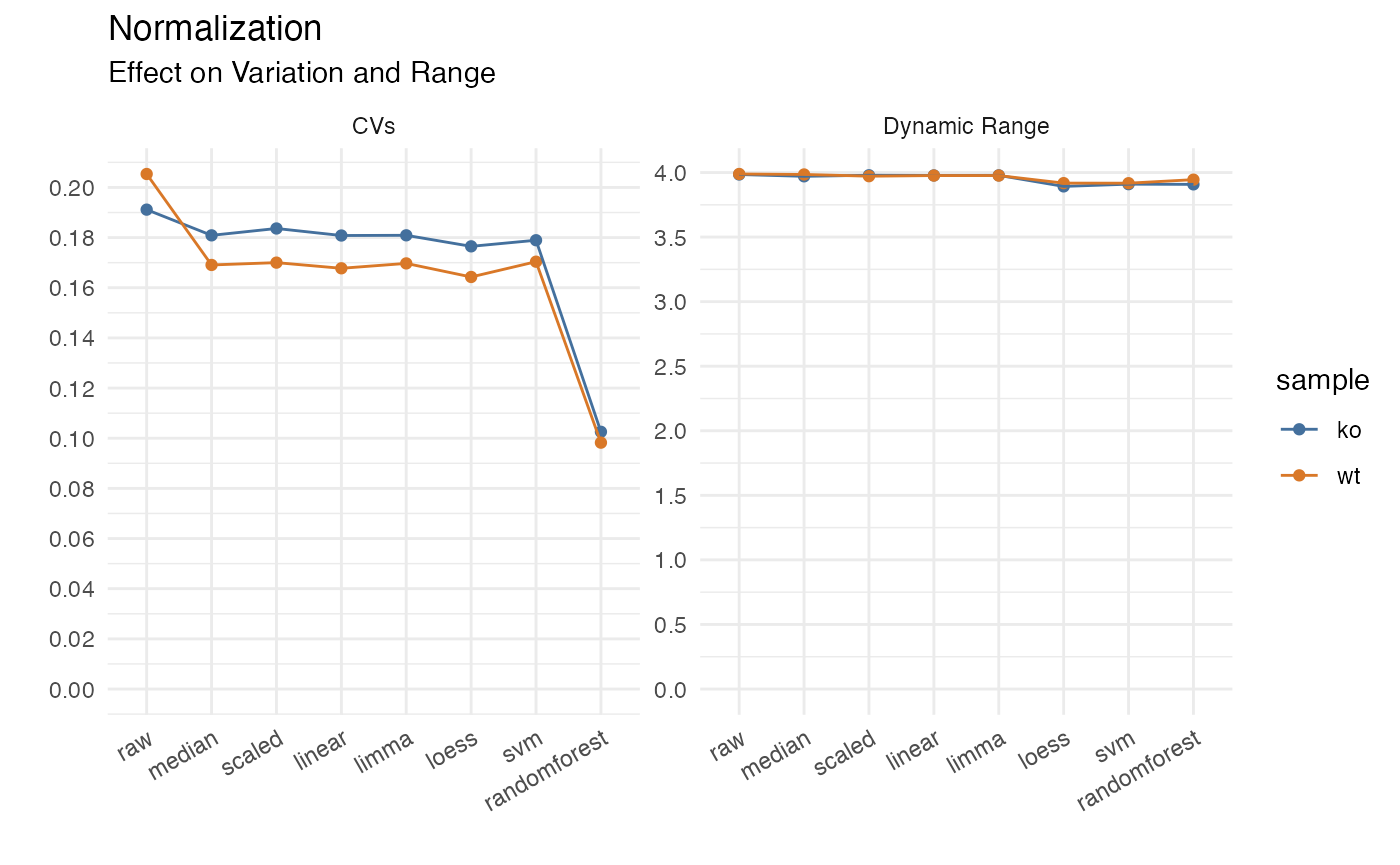 Normalization
Effect on Variation and Range
CVs
0.20
0.18
0.16
0.14
0.12
0.10
0.08
0.06
0.04
0.02
0.00
raw
median
scaled
linear
limma
loess
svm
randomforest
Dynamic Range
4.0
3.5
3.0
2.5
2.0
1.5
1.0
0.5
0.0
raw
median
scaled
linear
limma
loess
svm
randomforest
sample
ko
wt